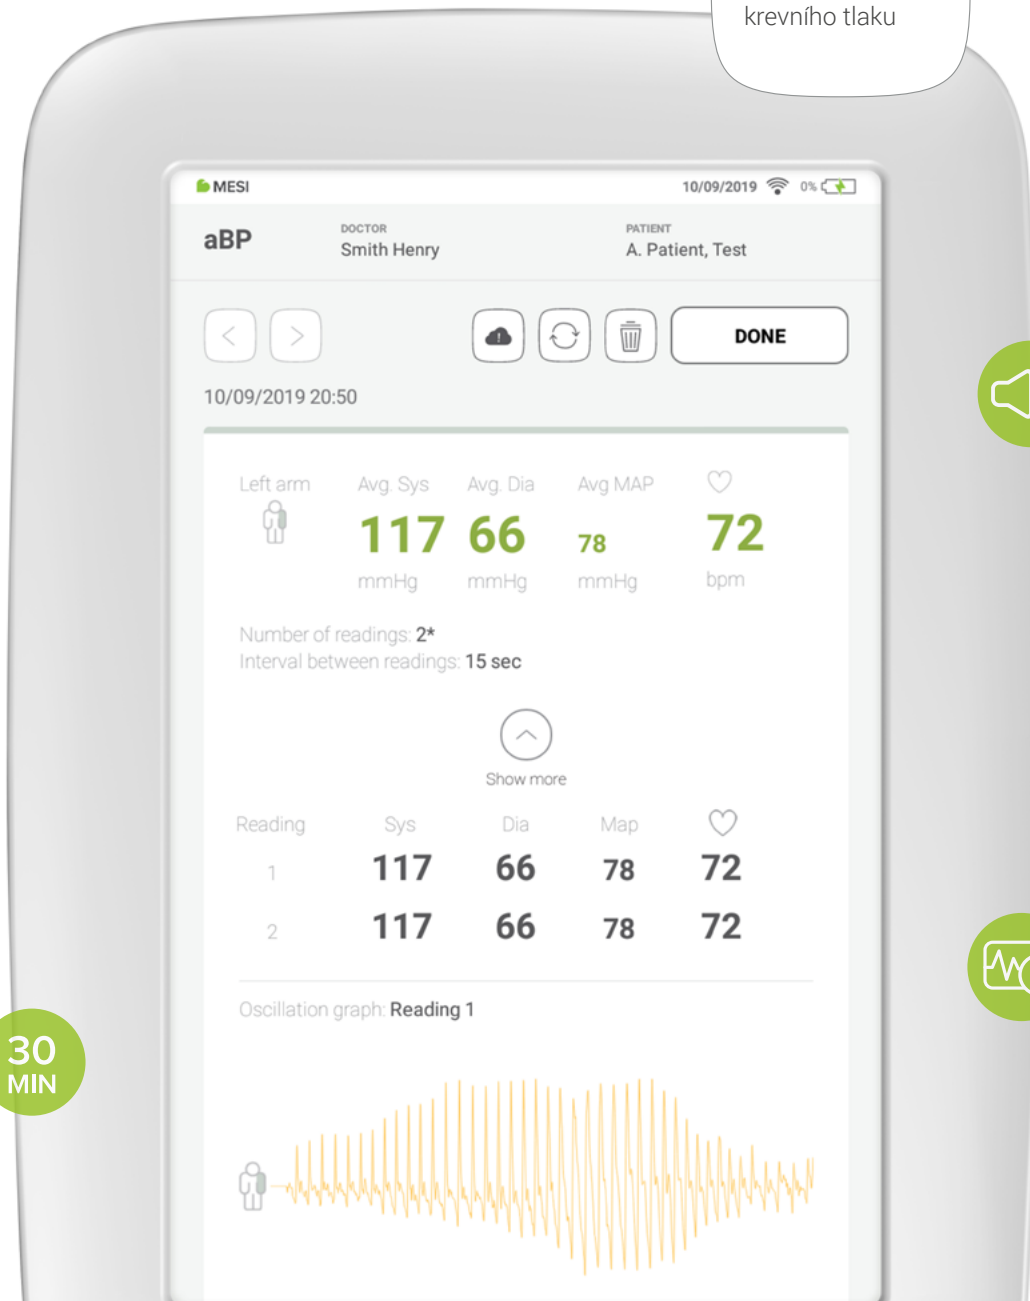 krevního tlaku
MESI
10/09/2019
0%
aBP
DOCTOR
Smith Henry
PATIENT
A. Patient, Test
DONE
10/09/2019 20:50
Left arm
Avg. Sys
Avg. Dia
Avg MAP
117
66
78
72
mmHg
mmHg
mmHg
bpm
Number of readings: 2*
Interval between readings: 15 sec
Show more
Reading
Sys
Dia
Map
1
117
66
78
72
2
117
66
78
72
Oscillation graph: Reading 1
30
MIN